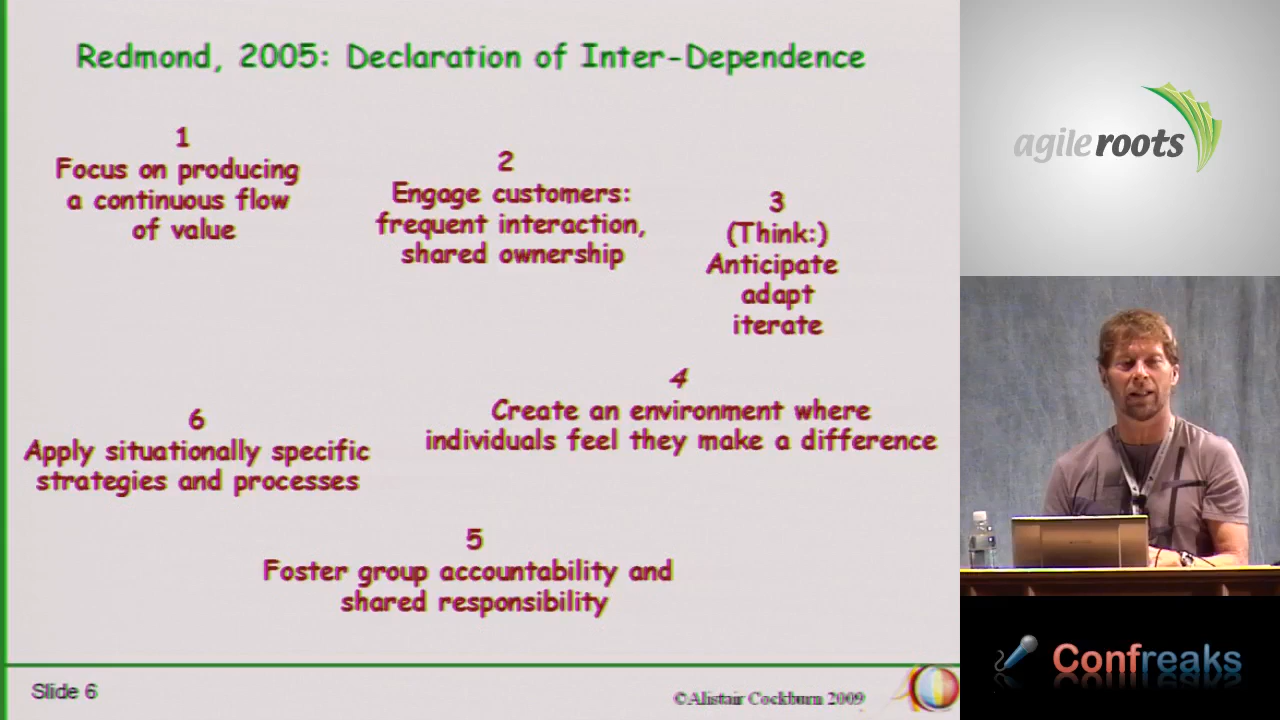 Redmond, 2005: Declaration of Inter-Dependence
1
Focus on producing
a continuous flow
of value
2
Engage customers:
frequent interaction,
shared ownership
3
(Think:)
Anticipate
adapt
iterate
4
Create an environment where
individuals feel they make a difference
6
Apply situationally specific
strategies and processes
5
Foster group accountability and
shared responsibility
Slide 6
©Alistair Cockburn 2009
agile roots
Confreaks